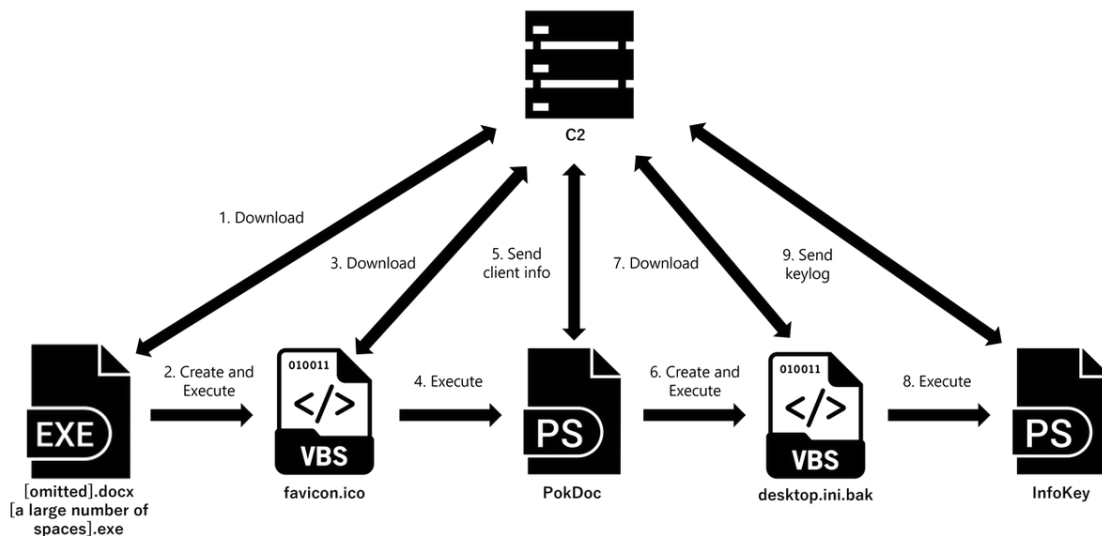 C2
1. Download
3. Download
5. Send
client info
7. Download
9. Send
keylog
2. Create and
Execute
4. Execute
6. Create and
Execute
8. Execute
EXE
010011
</>
VBS
PS
010011
</>
VBS
PS
[omitted].docx
[a large number of
spaces].exe
favicon.ico
PokDoc
desktop.ini.bak
InfoKey